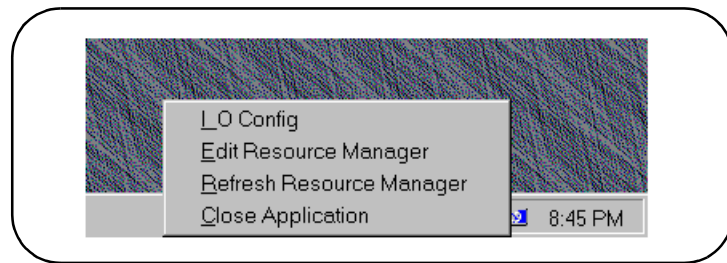 I_O Config
Edit Resource Manager
Refresh Resource Manager
Close Application
8:45 PM